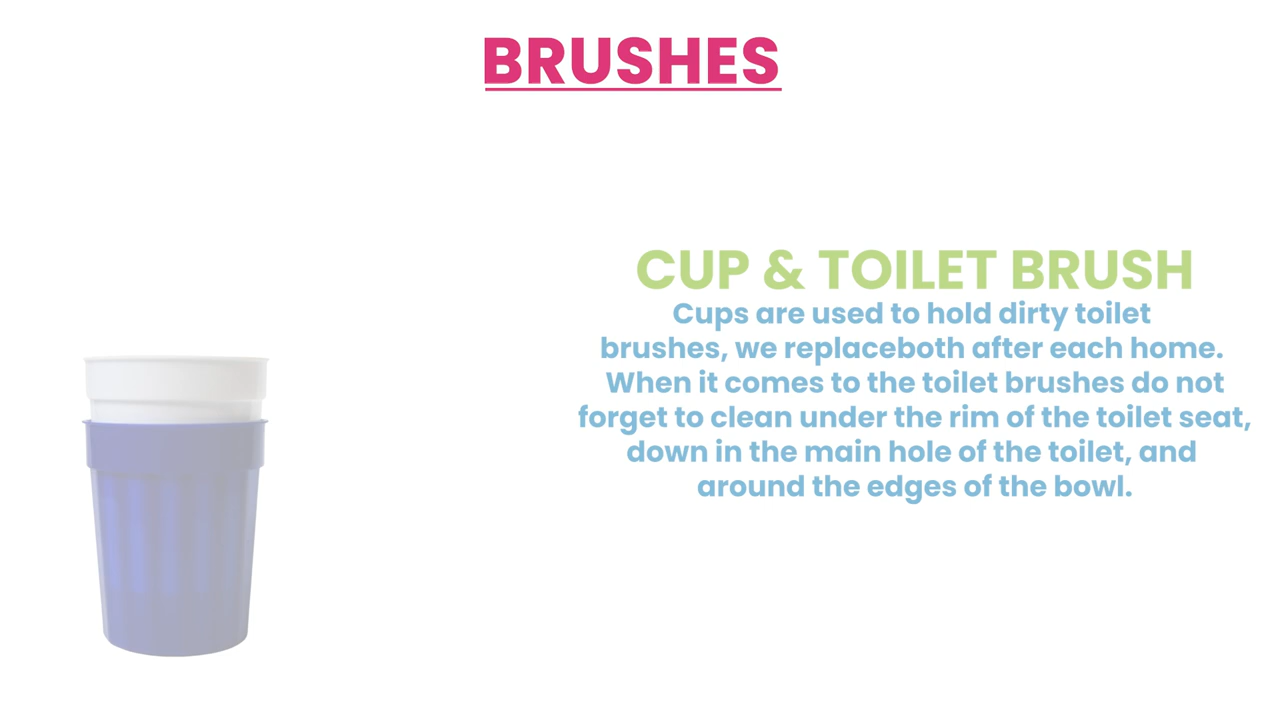 BRUSHES
CUP & TOILET BRUSH
Cups are used to hold dirty toilet
brushes, we replaceboth after each home.
When it comes to the toilet brushes do not
forget to clean under the rim of the toilet seat,
down in the main hole of the toilet, and
around the edges of the bowl.